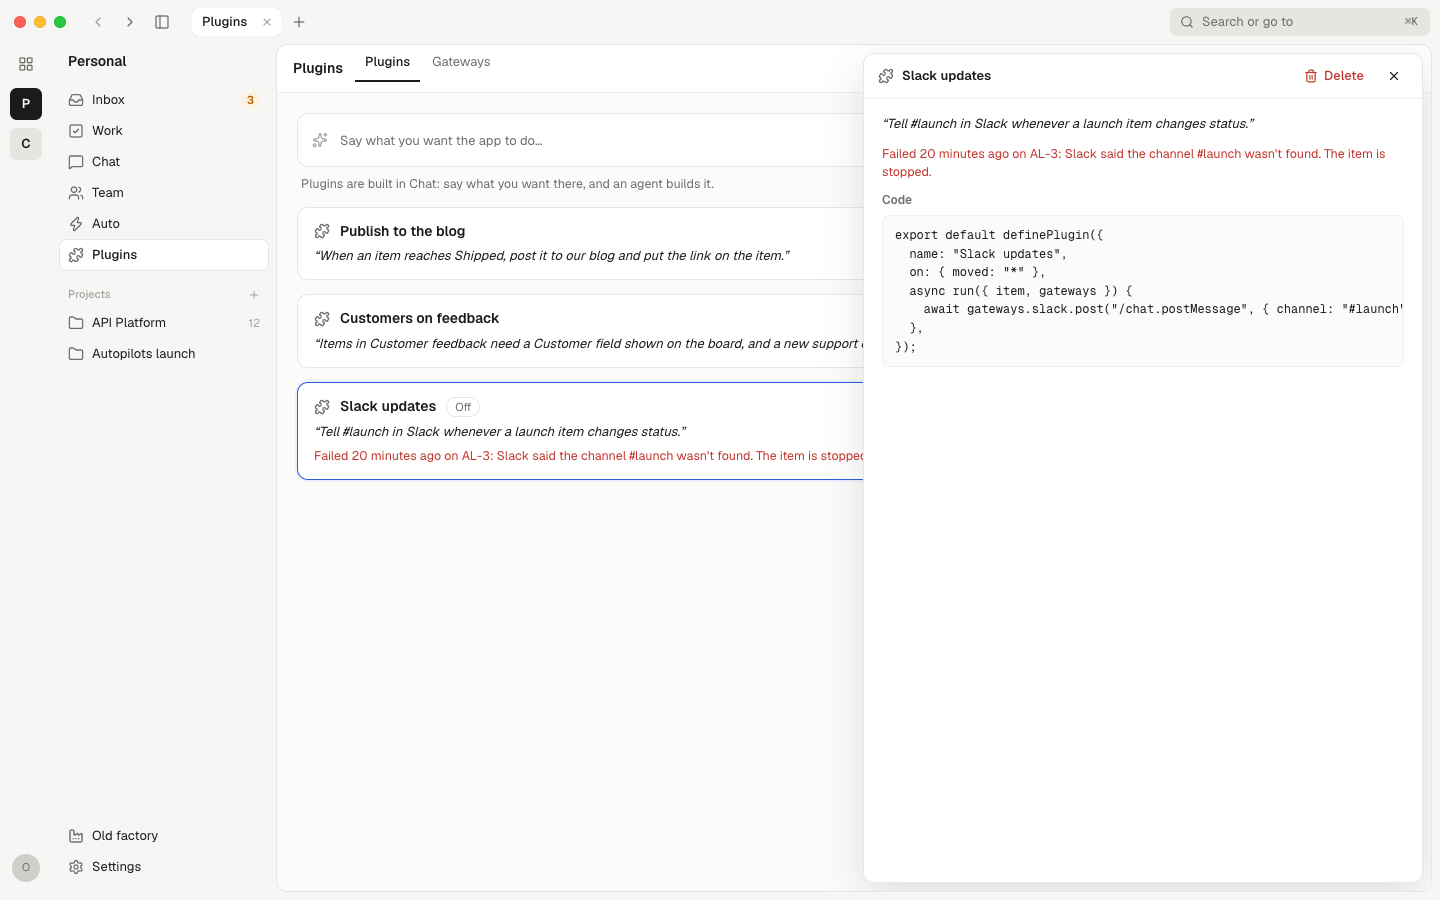 Plugins
Search or go to
⌘K
Personal
P
C
Inbox
3
Work
Chat
Team
Auto
Plugins
Projects
API Platform
12
Autopilots launch
Old factory
Settings
O
Plugins
Plugins
Gateways
Say what you want the app to do…
Plugins are built in Chat: say what you want there, and an agent builds it.
Publish to the blog
“When an item reaches Shipped, post it to our blog and put the link on the item.”
Customers on feedback
“Items in Customer feedback need a Customer field shown on the board, and a new support
Slack updates
Off
“Tell #launch in Slack whenever a launch item changes status.”
Failed 20 minutes ago on AL-3: Slack said the channel #launch wasn't found. The item is stopped
Slack updates
Delete
“Tell #launch in Slack whenever a launch item changes status.”
Failed 20 minutes ago on AL-3: Slack said the channel #launch wasn't found. The item is
stopped.
Code
export default definePlugin({
  name: "Slack updates",
  on: { moved: "*" },
  async run({ item, gateways }) {
    await gateways.slack.post("/chat.postMessage", { channel: "#launch"
  },
});